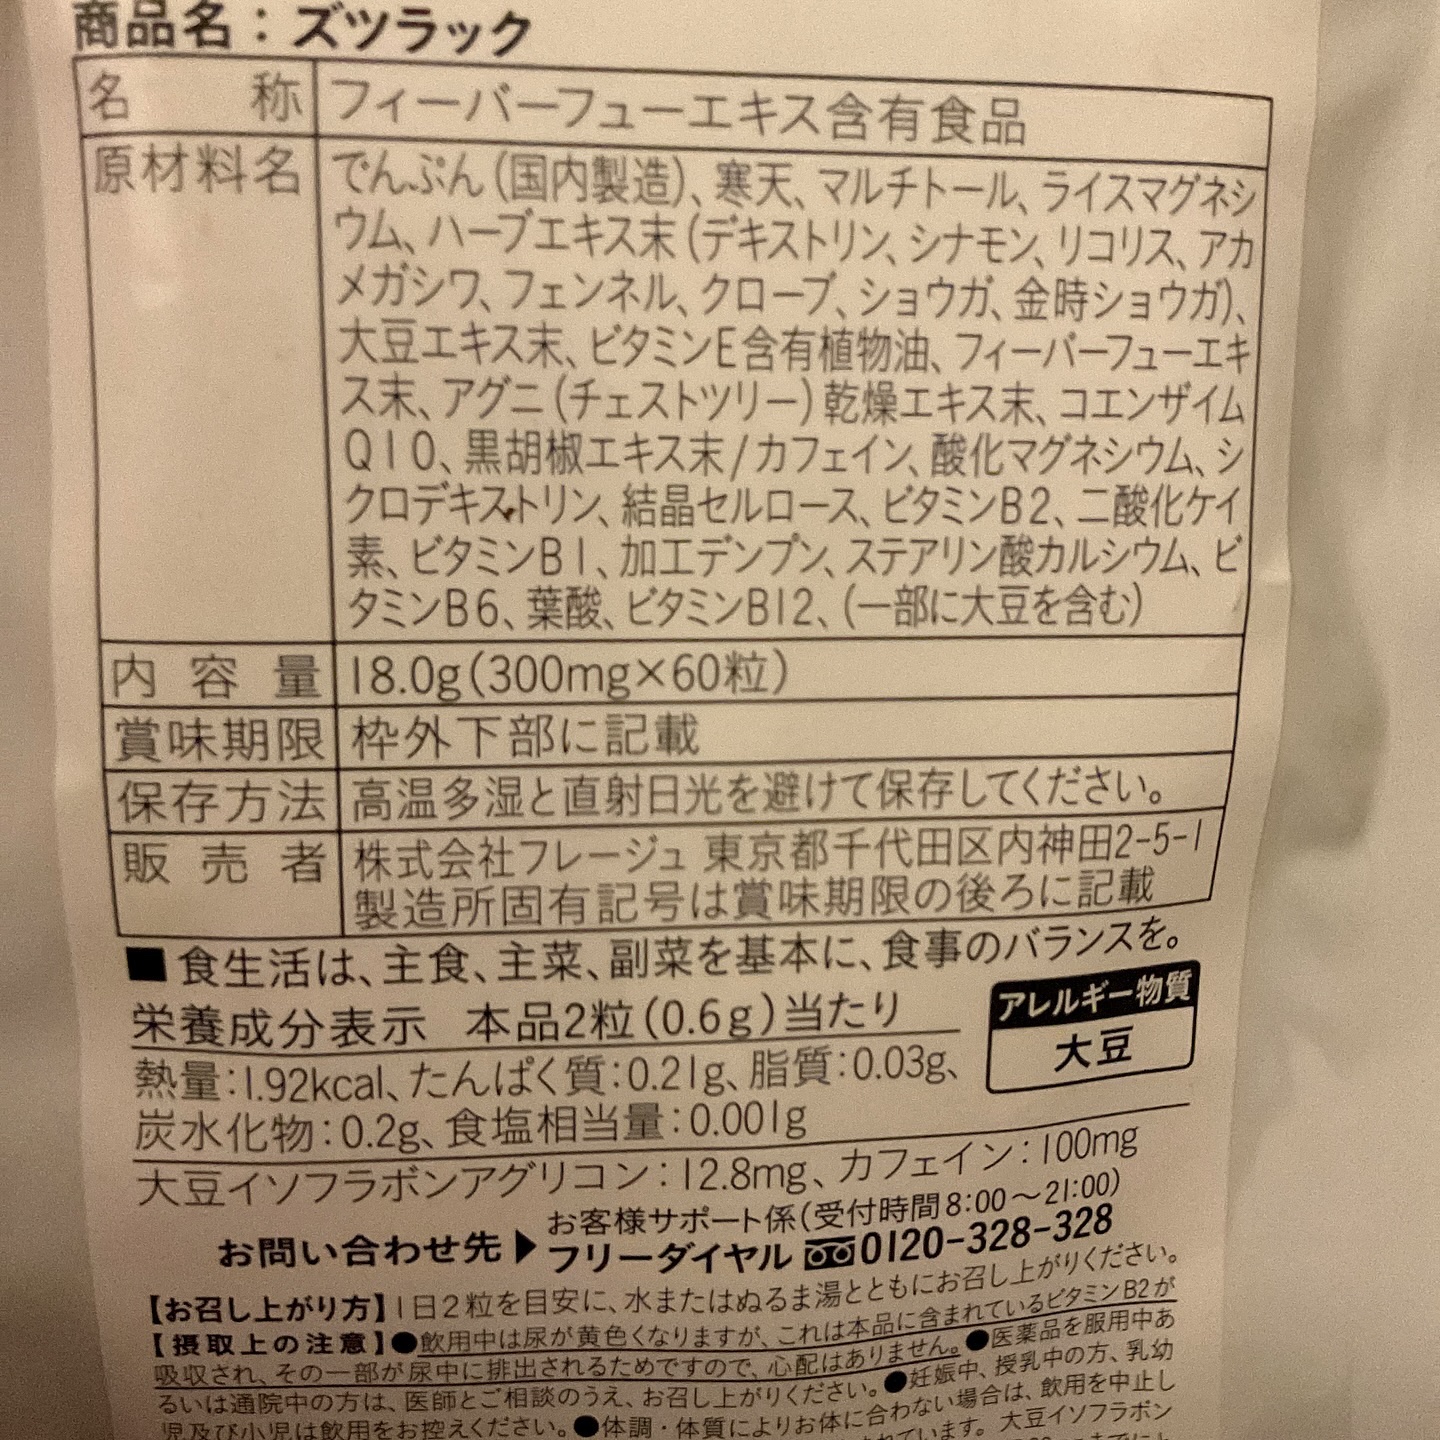 商品名：ズツラック
名称 フィーバーフューエキス含有食品
原材料名 でんぷん(国内製造)、寒天、マルチトール、ライスマグネシ
ウム、ハーブエキス末(デキストリン、シナモン、リコリス、アカ
メガシワ、フェンネル、クローブ、ショウガ、金時ショウガ)、
大豆エキス末、ビタミンE含有植物油、フィーバーフューエキ
ス末、アグニ(チェストツリー)乾燥エキス末、コエンザイム
Q10、黒胡椒エキス末/カフェイン、酸化マグネシウム、シ
クロデキストリン、結晶セルロース、ビタミンB2、二酸化ケイ
素、ビタミンB1、加工デンプン、ステアリン酸カルシウム、ビ
タミンB6、葉酸、ビタミンB12、(一部に大豆を含む)
内容量 18.0g(300mg×60粒)
賞味期限 枠外下部に記載
保存方法 高温多湿と直射日光を避けて保存してください。
販売者 株式会社フレージュ 東京都千代田区内神田2-5-1
製造所固有記号は賞味期限の後ろに記載
■食生活は、主食、主菜、副菜を基本に、食事のバランスを。
栄養成分表示 本品2粒(0.6g)当たり
熱量：1.92kcal、たんぱく質：0.21g、脂質：0.03g、
炭水化物：0.2g、食塩相当量：0.001g
アレルギー物質
大豆
大豆イソフラボンアグリコン：12.8mg、カフェイン：100mg
お問い合わせ先▶
お客様サポート係(受付時間8:00～21:00)
フリーダイヤル 0120-328-328
【お召し上がり方】1日2粒を目安に、水またはぬるま湯とともにお召し上がりください。
【摂取上の注意】●飲用中は尿が黄色くなりますが、これは本品に含まれているビタミンB2が
吸収され、その一部が尿中に排出されるためですので、心配はありません。●医薬品を服用中あ
るいは通院中の方は、医師とご相談のうえ、お召し上がりください。●妊娠中、授乳中の方、乳幼
児及び小児は飲用をお控えください。●体調・体質によりお体に合わない場合は、飲用を中止し
されています。大豆イソフラボン